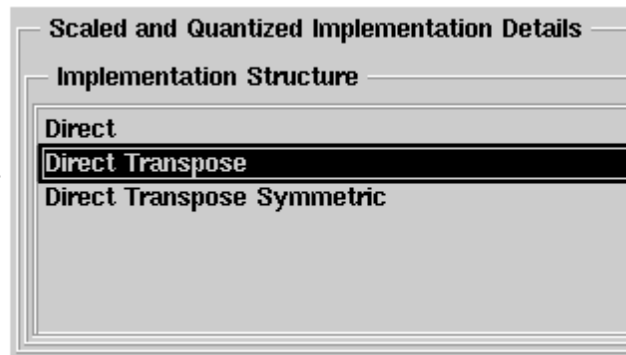 Scaled and Quantized Implementation Details
Implementation Structure
Direct
Direct Transpose
Direct Transpose Symmetric